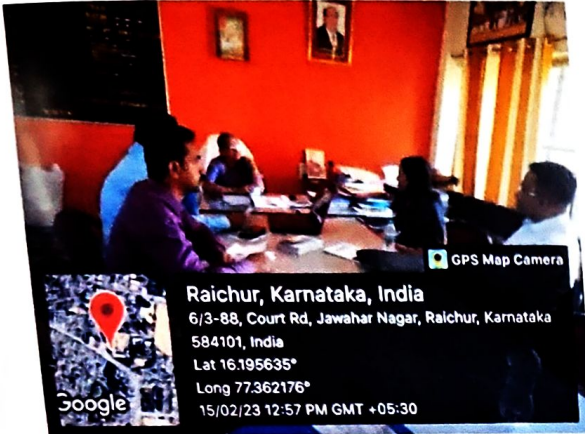 GPS Map Camera
Raichur, Karnataka, India
6/3-88, Court Rd, Jawahar Nagar, Raichur, Karnataka
584101, India
Lat 16.195635°
Long 77.362176°
15/02/23 12:57 PM GMT +05:30
Google